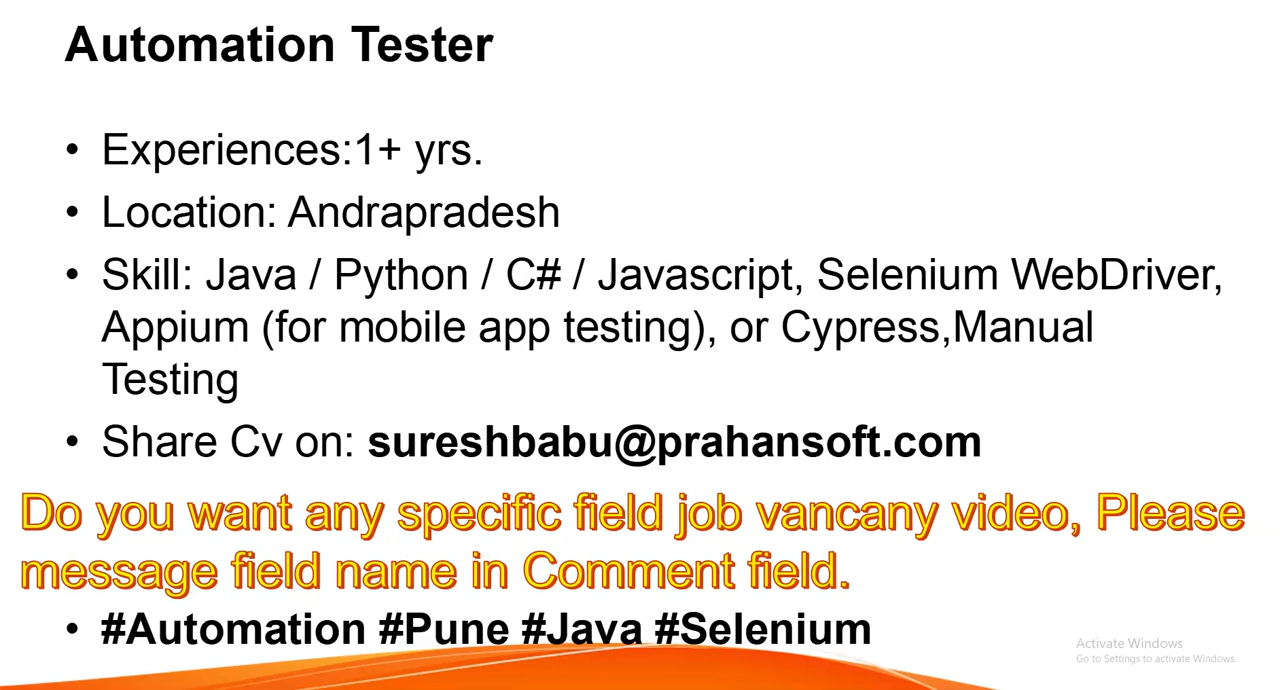 Automation Tester
• Experiences:1+ yrs.
• Location: Andrapradesh
• Skill: Java / Python / C# / Javascript, Selenium WebDriver,
Appium (for mobile app testing), or Cypress,Manual
Testing
• Share Cv on: sureshbabu@prahansoft.com
Do you want any specific field job vancany video, Please
message field name in Comment field.
• #Automation #Pune #Java #Selenium
Activate Windows
Go to Settings to activate Windows.